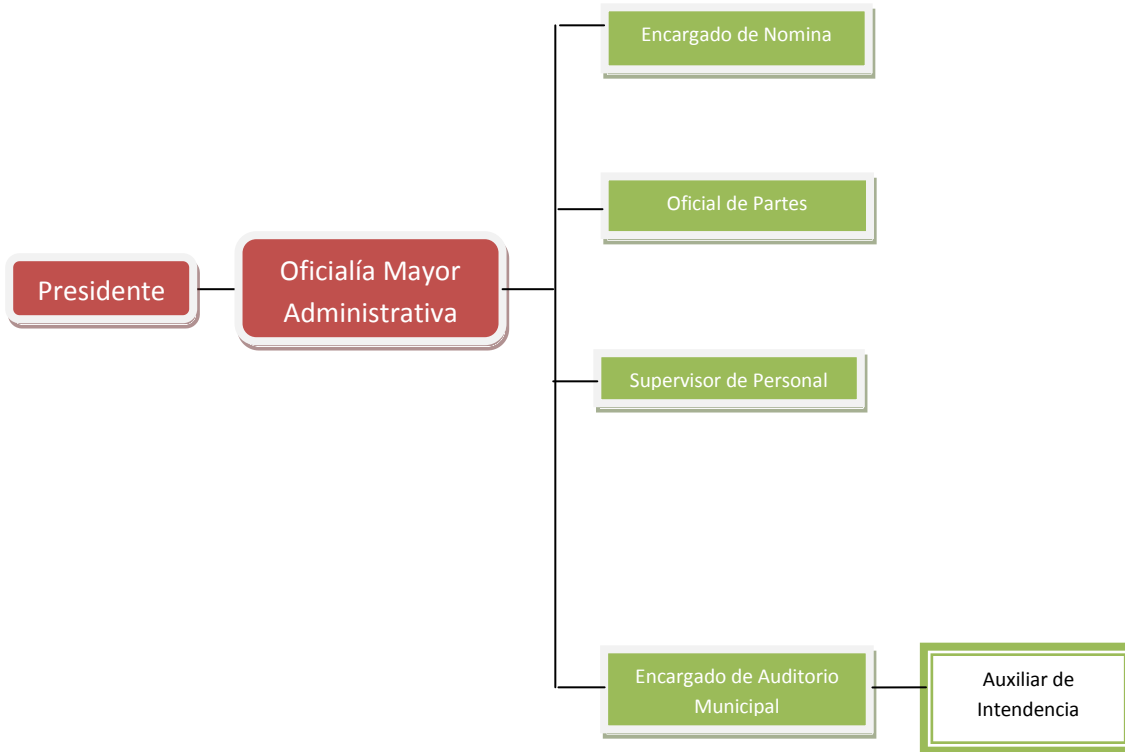 Encargado de Nomina
Oficial de Partes
Presidente
Oficialía Mayor
Administrativa
Supervisor de Personal
Encargado de Auditorio
Municipal
Auxiliar de
Intendencia